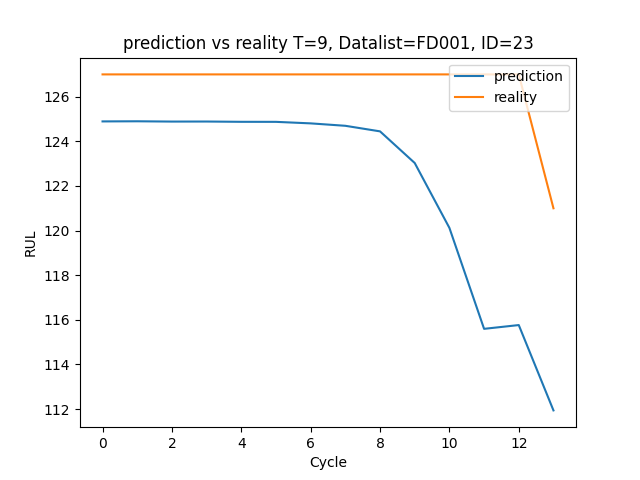 prediction vs reality T=9, Datalist=FD001, ID=23
prediction
reality
126
124
122
120
118
116
114
112
RUL
0 2 4 6 8 10 12
Cycle